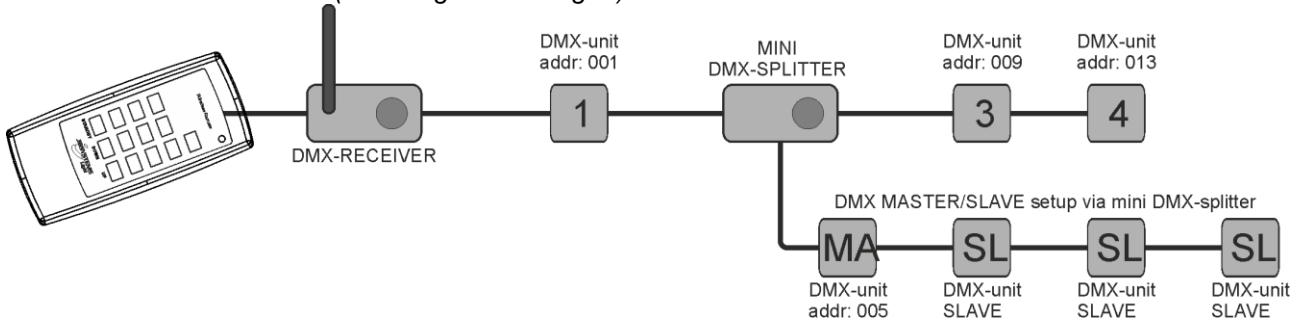 DMX-unit
addr: 001
MINI
DMX-SPLITTER
DMX-unit
addr: 009
DMX-unit
addr: 013
1
3
4
DMX-RECEIVER
DMX MASTER/SLAVE setup via mini DMX-splitter
MA
SL
SL
SL
DMX-unit
addr: 005
DMX-unit
SLAVE
DMX-unit
SLAVE
DMX-unit
SLAVE